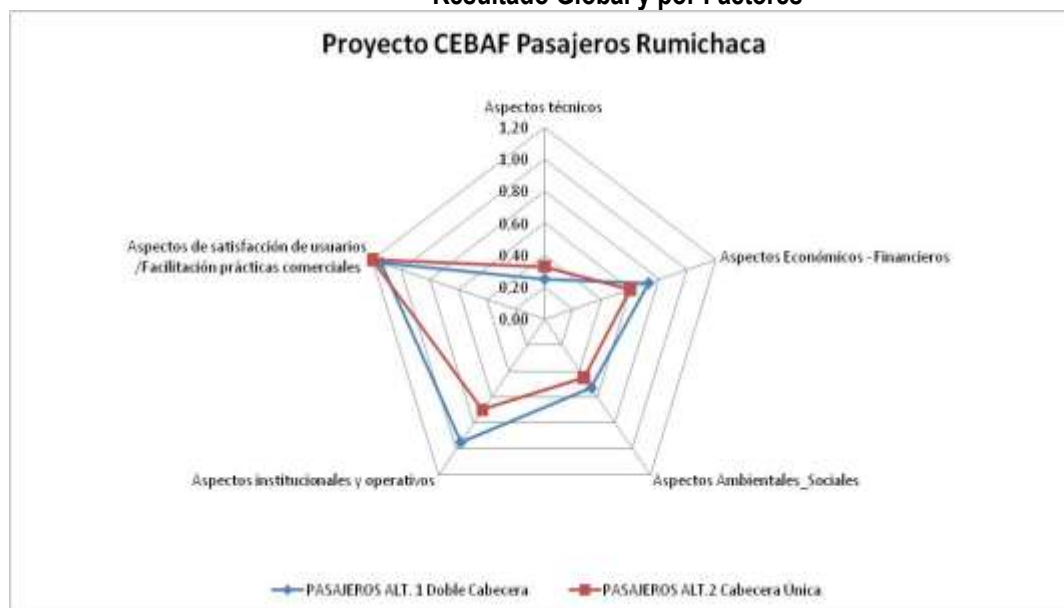 Resultado Global y por Factores
Proyecto CEBAF Pasajeros Rumichaca
Aspectos técnicos
1,20
1,00
0,80
0,60
0,40
0,20
0,00
Aspectos Económicos - Financieros
Aspectos Ambientales_Sociales
Aspectos institucionales y operativos
Aspectos de satisfacción de usuarios
/Facilitación prácticas comerciales
PASAJEROS ALT. 1 Doble Cabecera
PASAJEROS ALT.2 Cabecera Única